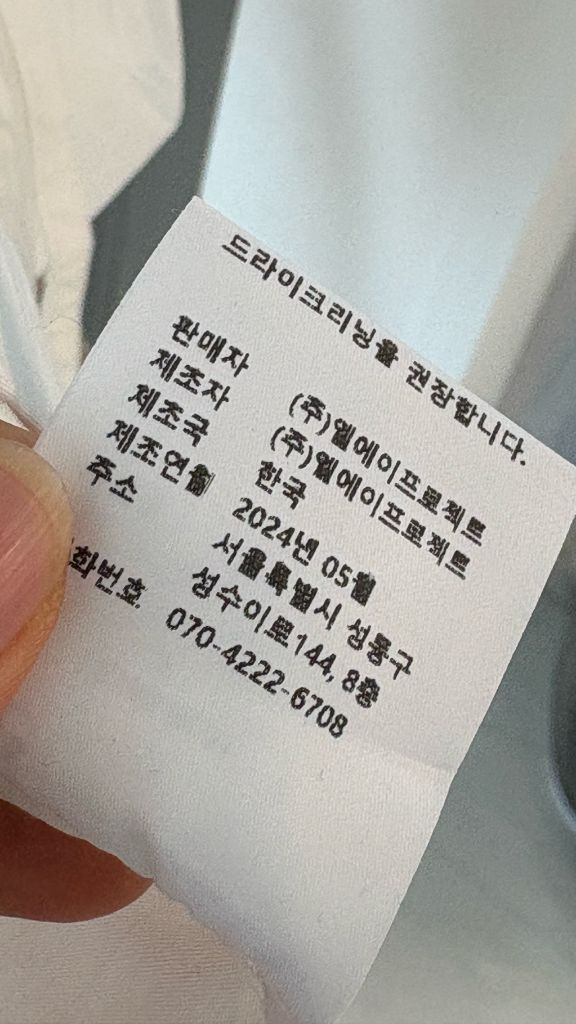 드라이크리닝을 권장합니다.
판매자 (주)엘에이프로젝트
제조자 (주)엘에이프로젝트
제조국 한국
제조연월 2024년 05월
주소 서울특별시 성동구
성수이로144, 8층
화번호 070-4222-6708